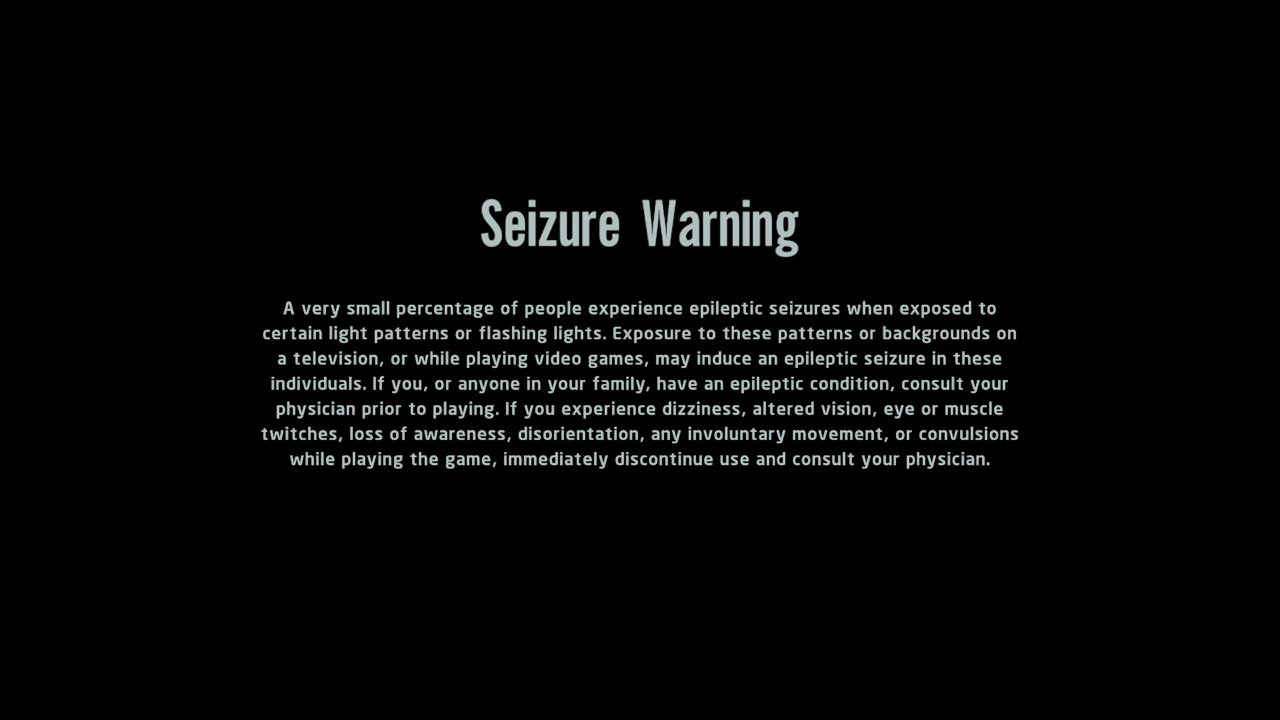 Seizure Warning
A very small percentage of people experience epileptic seizures when exposed to
certain light patterns or flashing lights. Exposure to these patterns or backgrounds on
a television, or while playing video games, may induce an epileptic seizure in these
individuals. If you, or anyone in your family, have an epileptic condition, consult your
physician prior to playing. If you experience dizziness, altered vision, eye or muscle
twitches, loss of awareness, disorientation, any involuntary movement, or convulsions
while playing the game, immediately discontinue use and consult your physician.